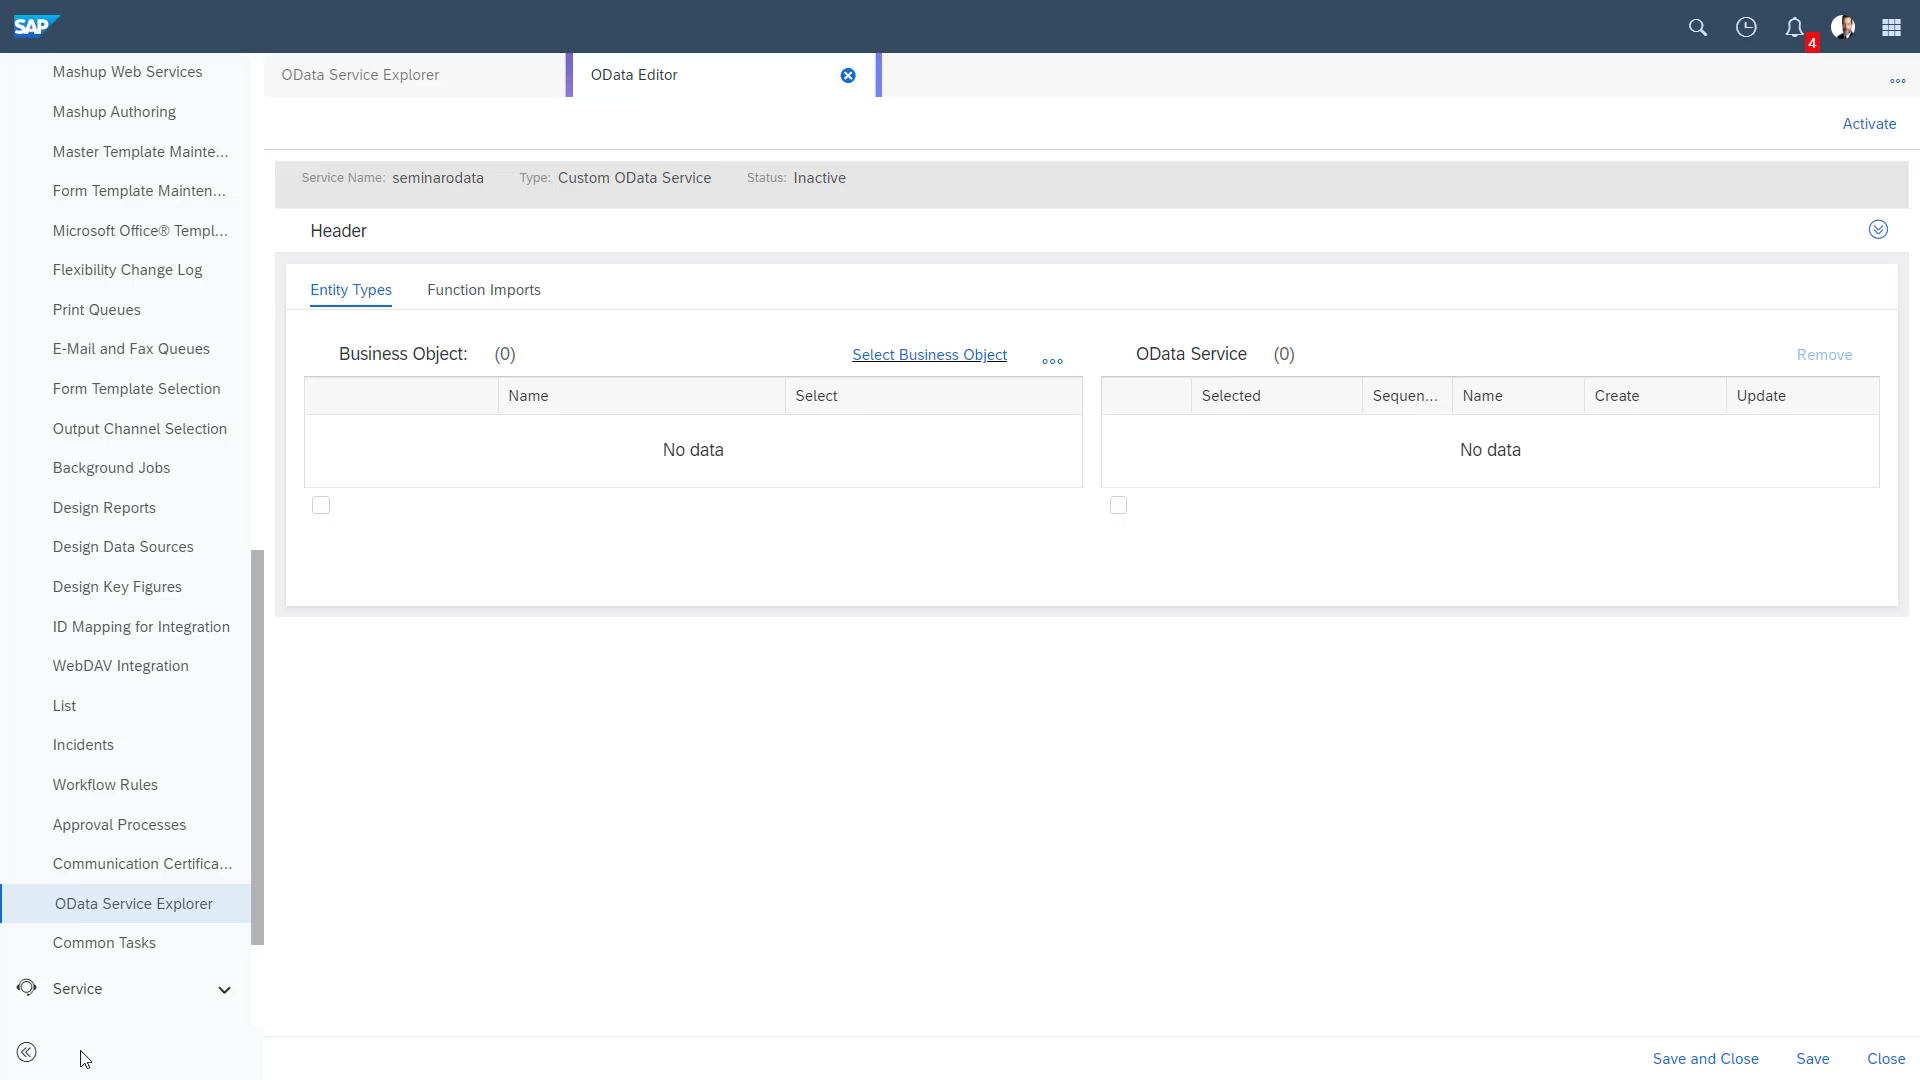 SAP
4
Mashup Web Services
Mashup Authoring
Master Template Mainte...
Form Template Mainten...
Microsoft Office® Templ...
Flexibility Change Log
Print Queues
E-Mail and Fax Queues
Form Template Selection
Output Channel Selection
Background Jobs
Design Reports
Design Data Sources
Design Key Figures
ID Mapping for Integration
WebDAV Integration
List
Incidents
Workflow Rules
Approval Processes
Communication Certifica...
OData Service Explorer
Common Tasks
Service
OData Service Explorer
OData Editor
Activate
Service Name: seminarodata Type: Custom OData Service Status: Inactive
Header
Entity Types Function Imports
Business Object: (0) Select Business Object
Name Select
No data
OData Service (0) Remove
Selected Sequen... Name Create Update
No data
Save and Close Save Close